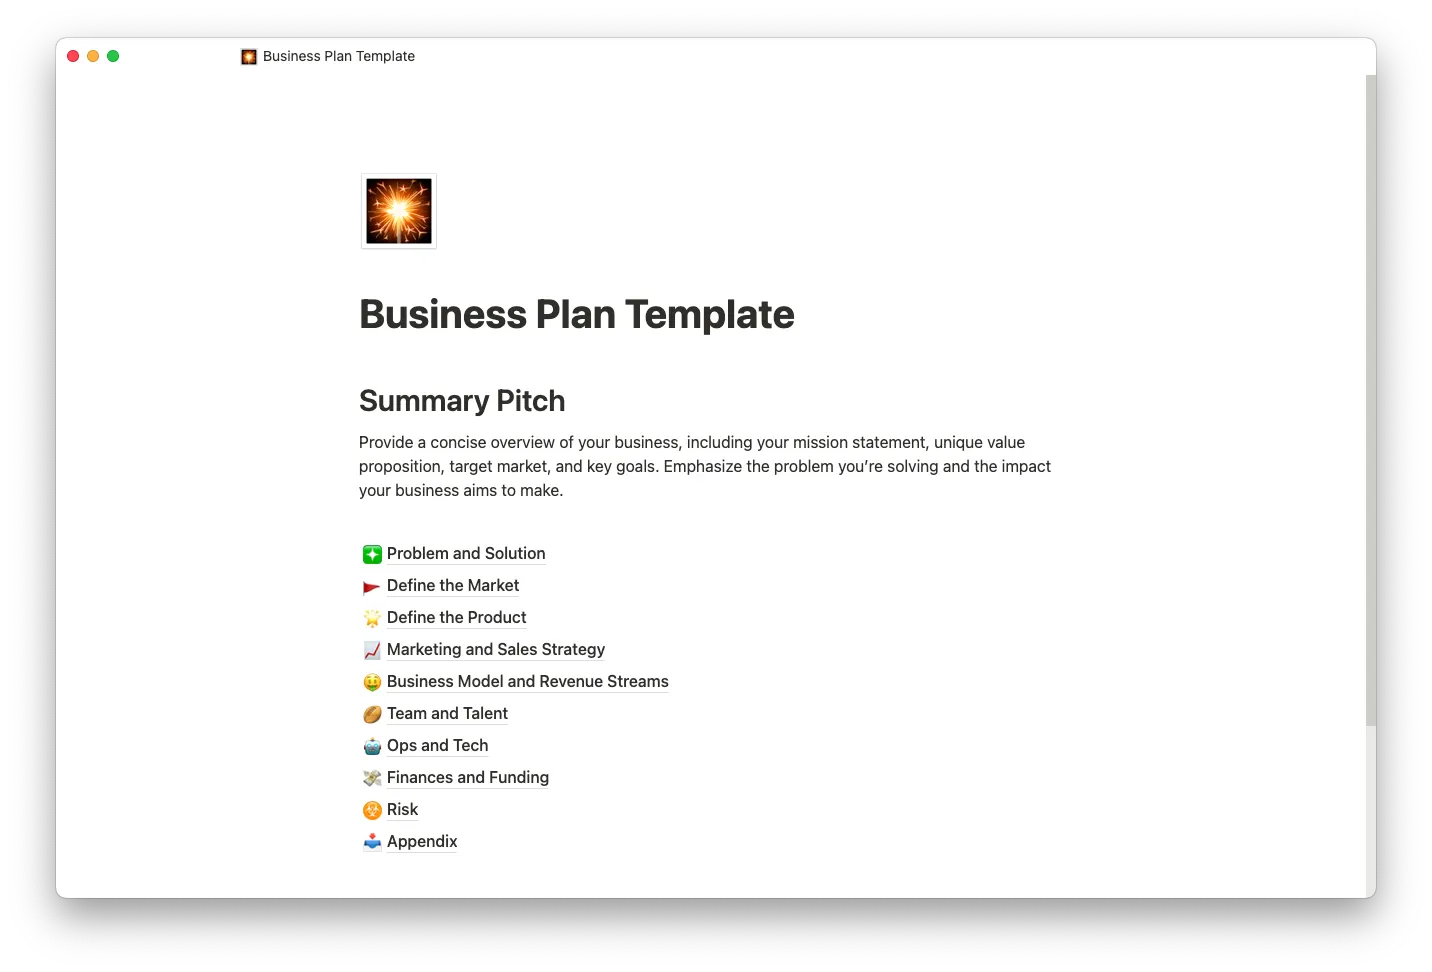 Business Plan Template
Business Plan Template
Summary Pitch
Provide a concise overview of your business, including your mission statement, unique value
proposition, target market, and key goals. Emphasize the problem you’re solving and the impact
your business aims to make.
Problem and Solution
Define the Market
Define the Product
Marketing and Sales Strategy
Business Model and Revenue Streams
Team and Talent
Ops and Tech
Finances and Funding
Risk
Appendix